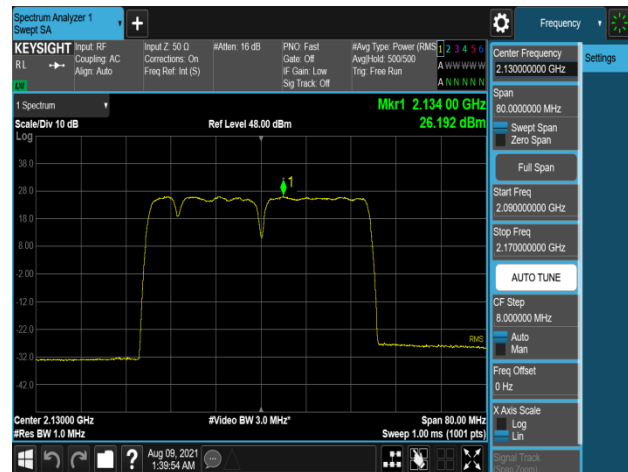 Spectrum Analyzer 1
Swept SA
Frequency
KEYSIGHT
RL
Input: RF
Coupling: AC
Align: Auto
Input Z: 50 Ω
Corrections: On
Freq Ref: Int (S)
#Atten: 16 dB
PNO: Fast
Gate: Off
IF Gain: Low
Sig Track: Off
#Avg Type: Power (RMS
Avg|Hold: 500/500
Trig: Free Run
1 2 3 4 5 6
A W W W W W
A N N N N N
1 Spectrum
Scale/Div 10 dB
Ref Level 48.00 dBm
Mkr1 2.134 00 GHz
26.192 dBm
Log
38.0
28.0
18.0
8.00
-2.00
-12.0
-22.0
-32.0
-42.0
1
RMS
Center 2.13000 GHz
#Video BW 3.0 MHz*
Span 80.00 MHz
#Res BW 1.0 MHz
Sweep 1.00 ms (1001 pts)
Aug 09, 2021
1:39:54 AM
Center Frequency
2.130000000 GHz
Settings
Span
80.0000000 MHz
Swept Span
Zero Span
Full Span
Start Freq
2.090000000 GHz
Stop Freq
2.170000000 GHz
AUTO TUNE
CF Step
8.000000 MHz
Auto
Man
Freq Offset
0 Hz
X Axis Scale
Log
Lin
Signal Track
(Span Zoom)